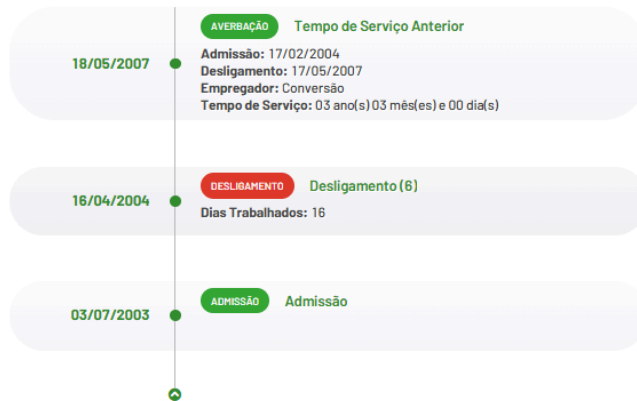 AVERBAÇÃO Tempo de Serviço Anterior
18/05/2007
Admissão: 17/02/2004
Desligamento: 17/05/2007
Empregador: Conversão
Tempo de Serviço: 03 ano(s) 03 mês(es) e 00 dia(s)
DESLIGAMENTO Desligamento (6)
16/04/2004
Dias Trabalhados: 16
ADMISSÃO Admissão
03/07/2003